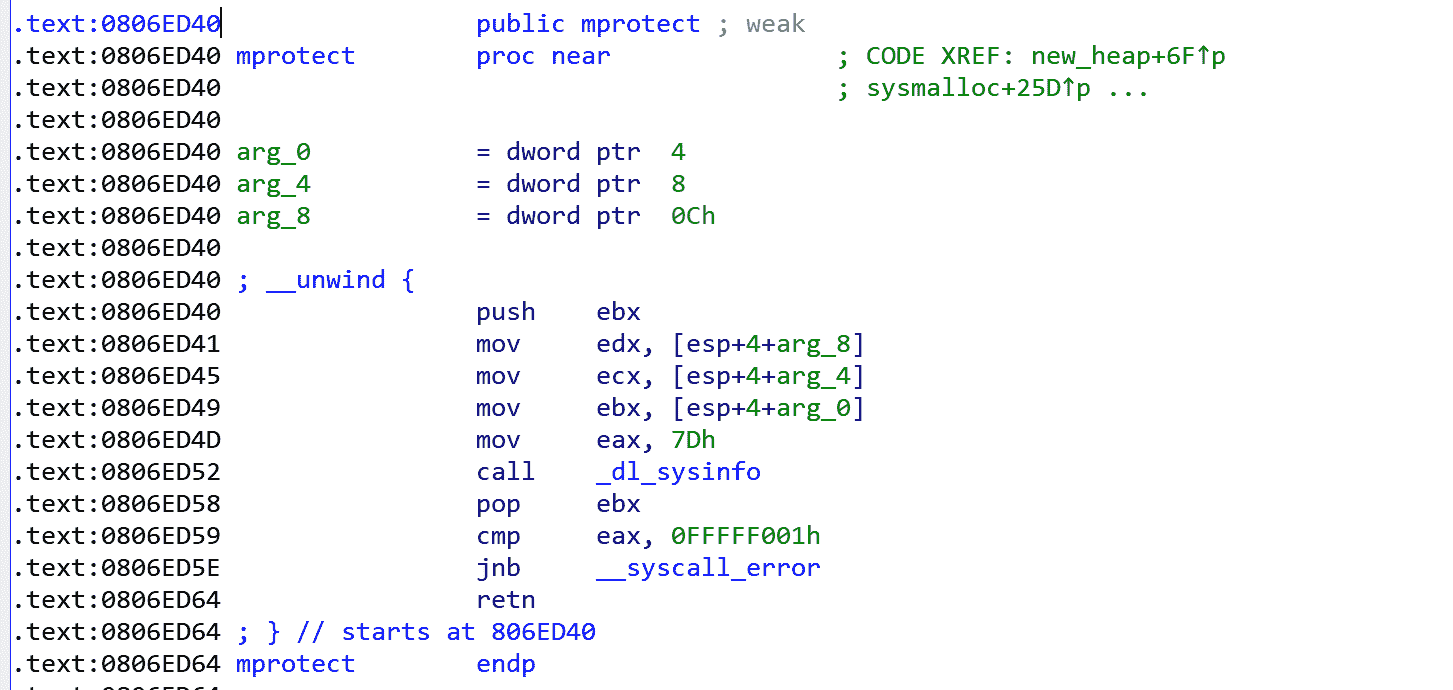 .text:0806ED40 public mprotect ; weak
.text:0806ED40 mprotect proc near ; CODE XREF: new_heap+6F↑p
.text:0806ED40 ; sysmalloc+25D↑p ...
.text:0806ED40
.text:0806ED40 arg_0 = dword ptr 4
.text:0806ED40 arg_4 = dword ptr 8
.text:0806ED40 arg_8 = dword ptr 0Ch
.text:0806ED40
.text:0806ED40 ; __unwind {
.text:0806ED40 push ebx
.text:0806ED41 mov edx, [esp+4+arg_8]
.text:0806ED45 mov ecx, [esp+4+arg_4]
.text:0806ED49 mov ebx, [esp+4+arg_0]
.text:0806ED4D mov eax, 7Dh
.text:0806ED52 call _dl_sysinfo
.text:0806ED58 pop ebx
.text:0806ED59 cmp eax, 0FFFFF001h
.text:0806ED5E jnb __syscall_error
.text:0806ED64 retn
.text:0806ED64 ; } // starts at 806ED40
.text:0806ED64 mprotect endp
.text:0806ED64